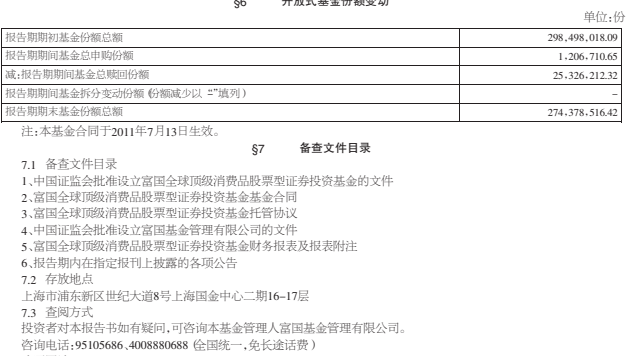 §6 开放式基金份额变动
单位:份
报告期期初基金份额总额 298,498,018.09
报告期期间基金总申购份额 1,206,710.65
减:报告期期间基金总赎回份额 25,326,212.32
报告期期间基金拆分变动份额(份额减少以“-”填列) –
报告期期末基金份额总额 274,378,516.42
注:本基金合同于2011年7月13日生效。
§7 备查文件目录
7.1 备查文件目录
1、中国证监会批准设立富国全球顶级消费品股票型证券投资基金的文件
2、富国全球顶级消费品股票型证券投资基金基金合同
3、富国全球顶级消费品股票型证券投资基金托管协议
4、中国证监会批准设立富国基金管理有限公司的文件
5、富国全球顶级消费品股票型证券投资基金财务报表及报表附注
6、报告期内在指定报刊上披露的各项公告
7.2 存放地点
上海市浦东新区世纪大道8号上海国金中心二期16–17层
7.3 查阅方式
投资者对本报告书如有疑问,可咨询本基金管理人富国基金管理有限公司。
咨询电话:95105686、4008880688(全国统一,免长途话费)